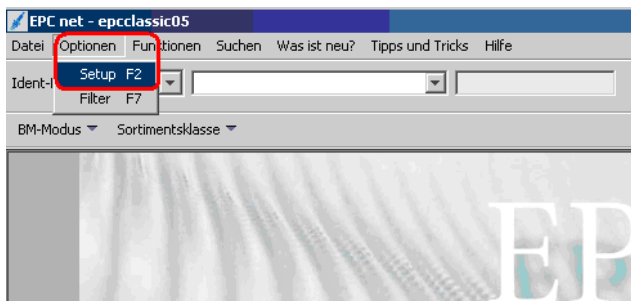 EPC net - epcclassic05
Datei Optionen Funktionen Suchen Was ist neu? Tipps und Tricks Hilfe
Setup F2
Filter F7
BM-Modus Sortimentsklasse
EP